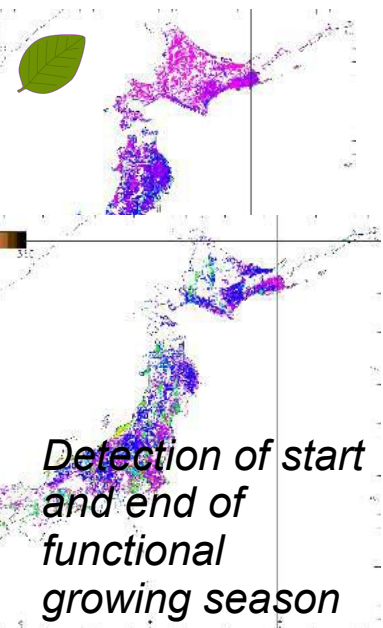 Detection of start
and end of
functional
growing season